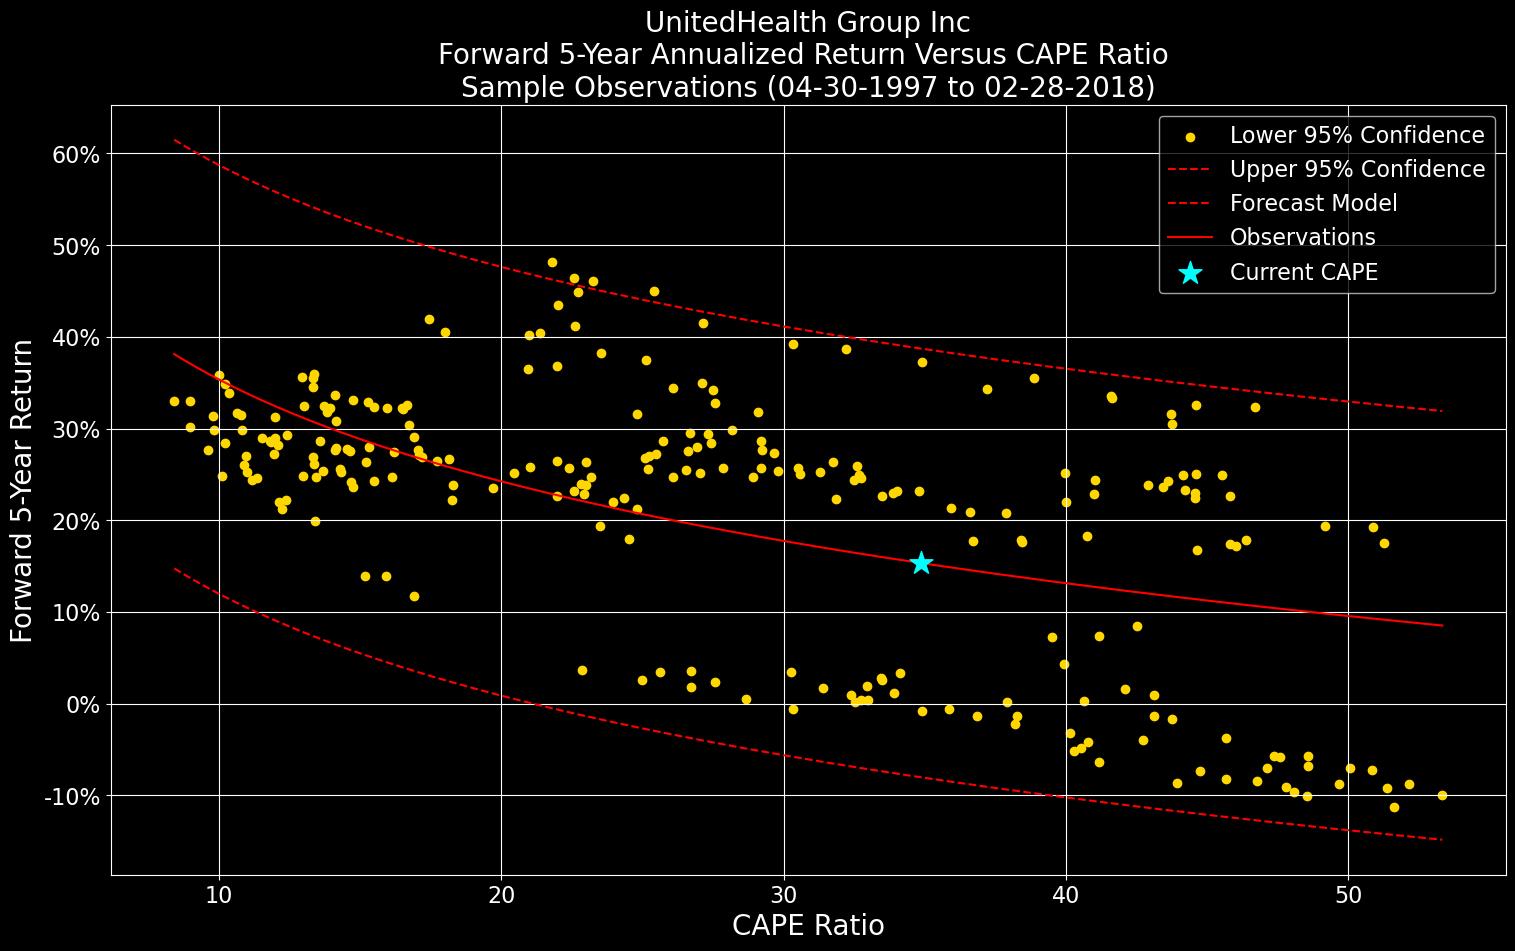 UnitedHealth Group Inc
Forward 5-Year Annualized Return Versus CAPE Ratio
Sample Observations (04-30-1997 to 02-28-2018)
Lower 95% Confidence
Upper 95% Confidence
Forecast Model
Observations
Current CAPE
Forward 5-Year Return
60%
50%
40%
30%
20%
10%
0%
-10%
10 20 30 40 50
CAPE Ratio